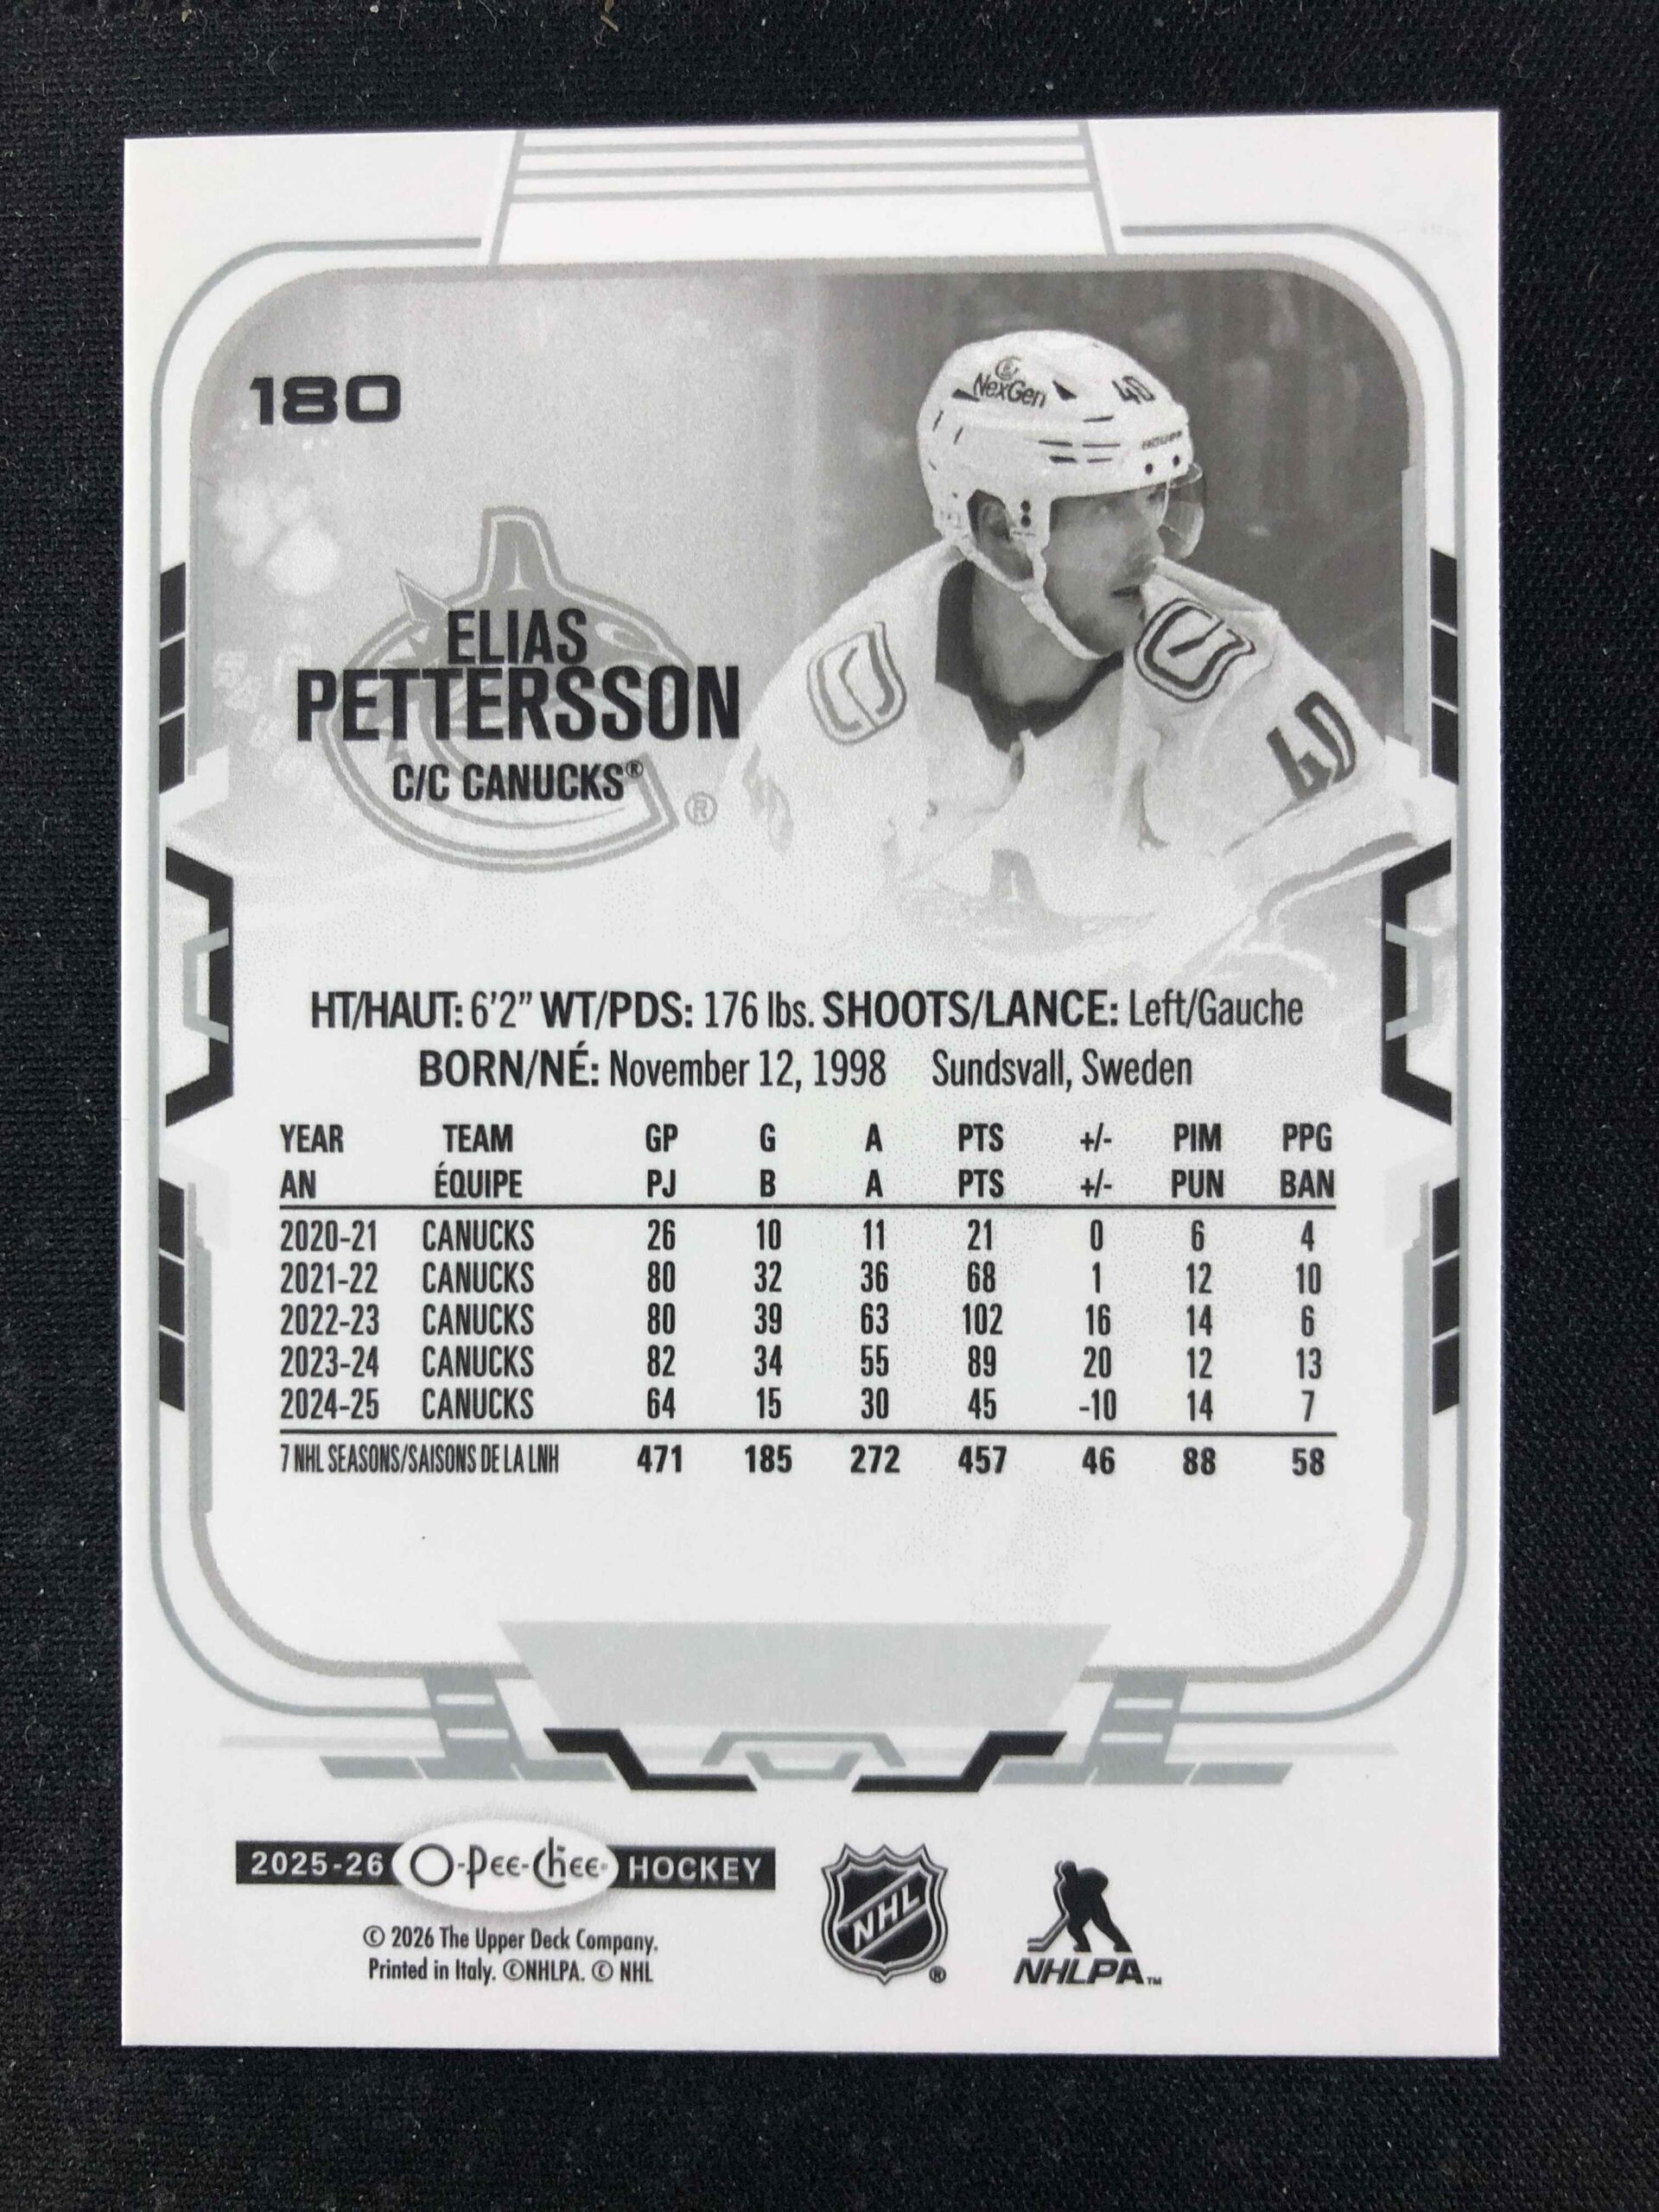 180
NexGen 40
BAUER
40
ELIAS
PETTERSSON
C/C CANUCKS®
®
HT/HAUT: 6'2" WT/PDS: 176 lbs. SHOOTS/LANCE: Left/Gauche
BORN/NÉ: November 12, 1998 Sundsvall, Sweden
YEAR TEAM GP G A PTS +/- PIM PPG
AN ÉQUIPE PJ B A PTS +/- PUN BAN
2020-21 CANUCKS 26 10 11 21 0 6 4
2021-22 CANUCKS 80 32 36 68 1 12 10
2022-23 CANUCKS 80 39 63 102 16 14 6
2023-24 CANUCKS 82 34 55 89 20 12 13
2024-25 CANUCKS 64 15 30 45 -10 14 7
7 NHL SEASONS/SAISONS DE LA LNH 471 185 272 457 46 88 58
2025-26 O-Pee-Chee® HOCKEY
© 2026 The Upper Deck Company.
Printed in Italy. ©NHLPA. © NHL
NHL®
NHLPA™